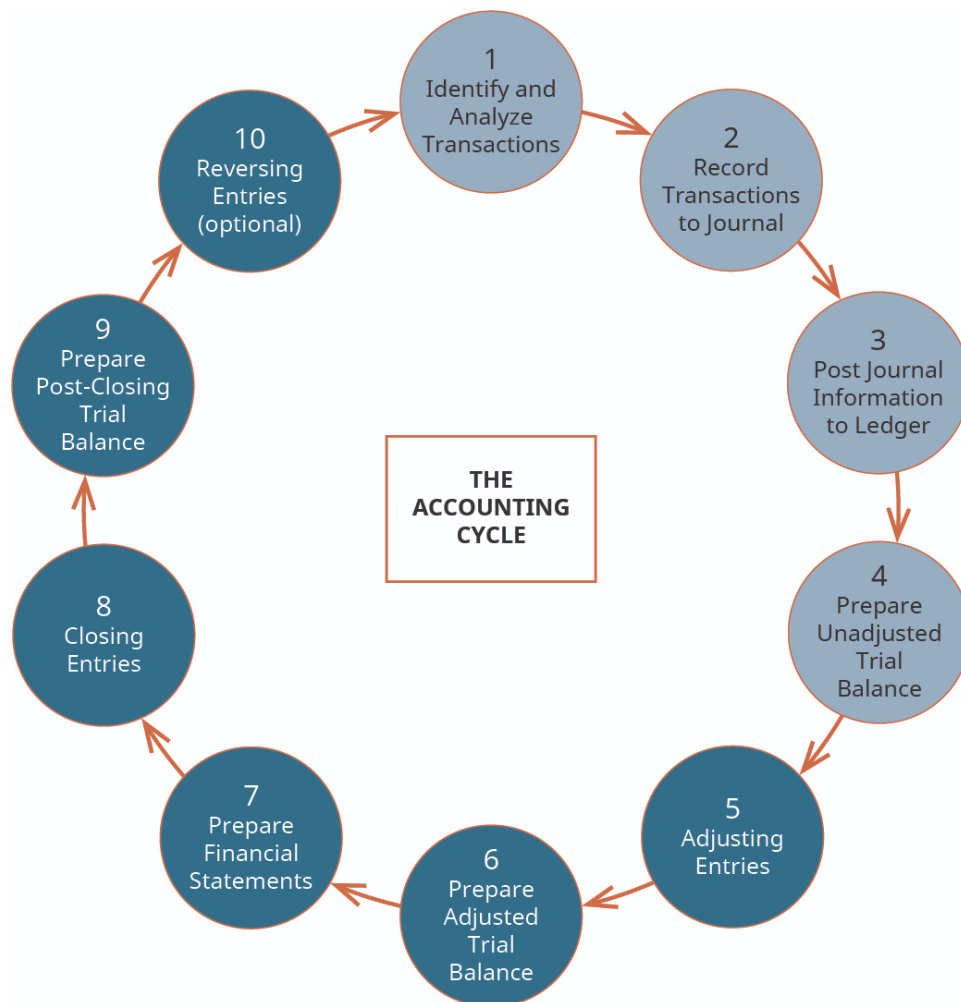 THE
ACCOUNTING
CYCLE
1
Identify and
Analyze
Transactions
2
Record
Transactions
to Journal
3
Post Journal
Information
to Ledger
4
Prepare
Unadjusted
Trial
Balance
5
Adjusting
Entries
6
Prepare
Adjusted
Trial
Balance
7
Prepare
Financial
Statements
8
Closing
Entries
9
Prepare
Post-Closing
Trial
Balance
10
Reversing
Entries
(optional)